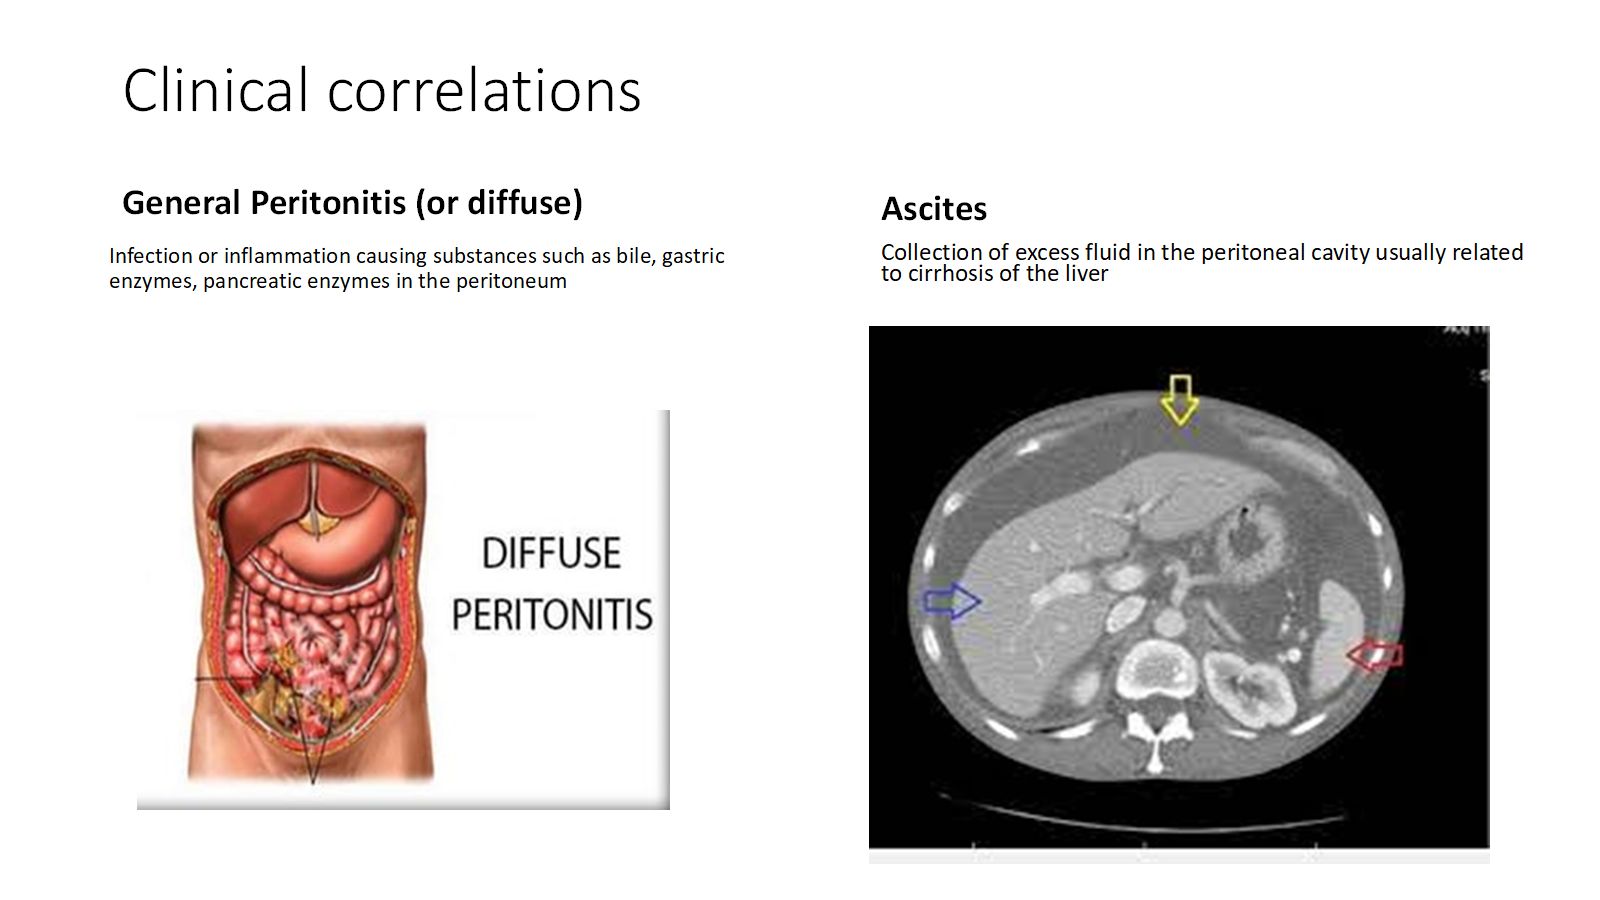 Clinical correlations
General Peritonitis (or diffuse)
Infection or inflammation causing substances such as bile, gastric
enzymes, pancreatic enzymes in the peritoneum
DIFFUSE
PERITONITIS
Ascites
Collection of excess fluid in the peritoneal cavity usually related
to cirrhosis of the liver